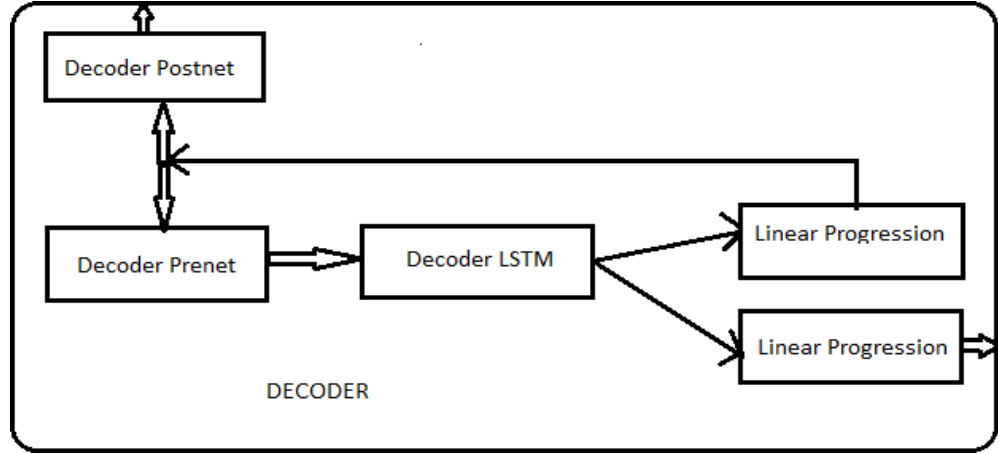 Decoder Postnet
Decoder Prenet
Decoder LSTM
Linear Progression
Linear Progression
DECODER